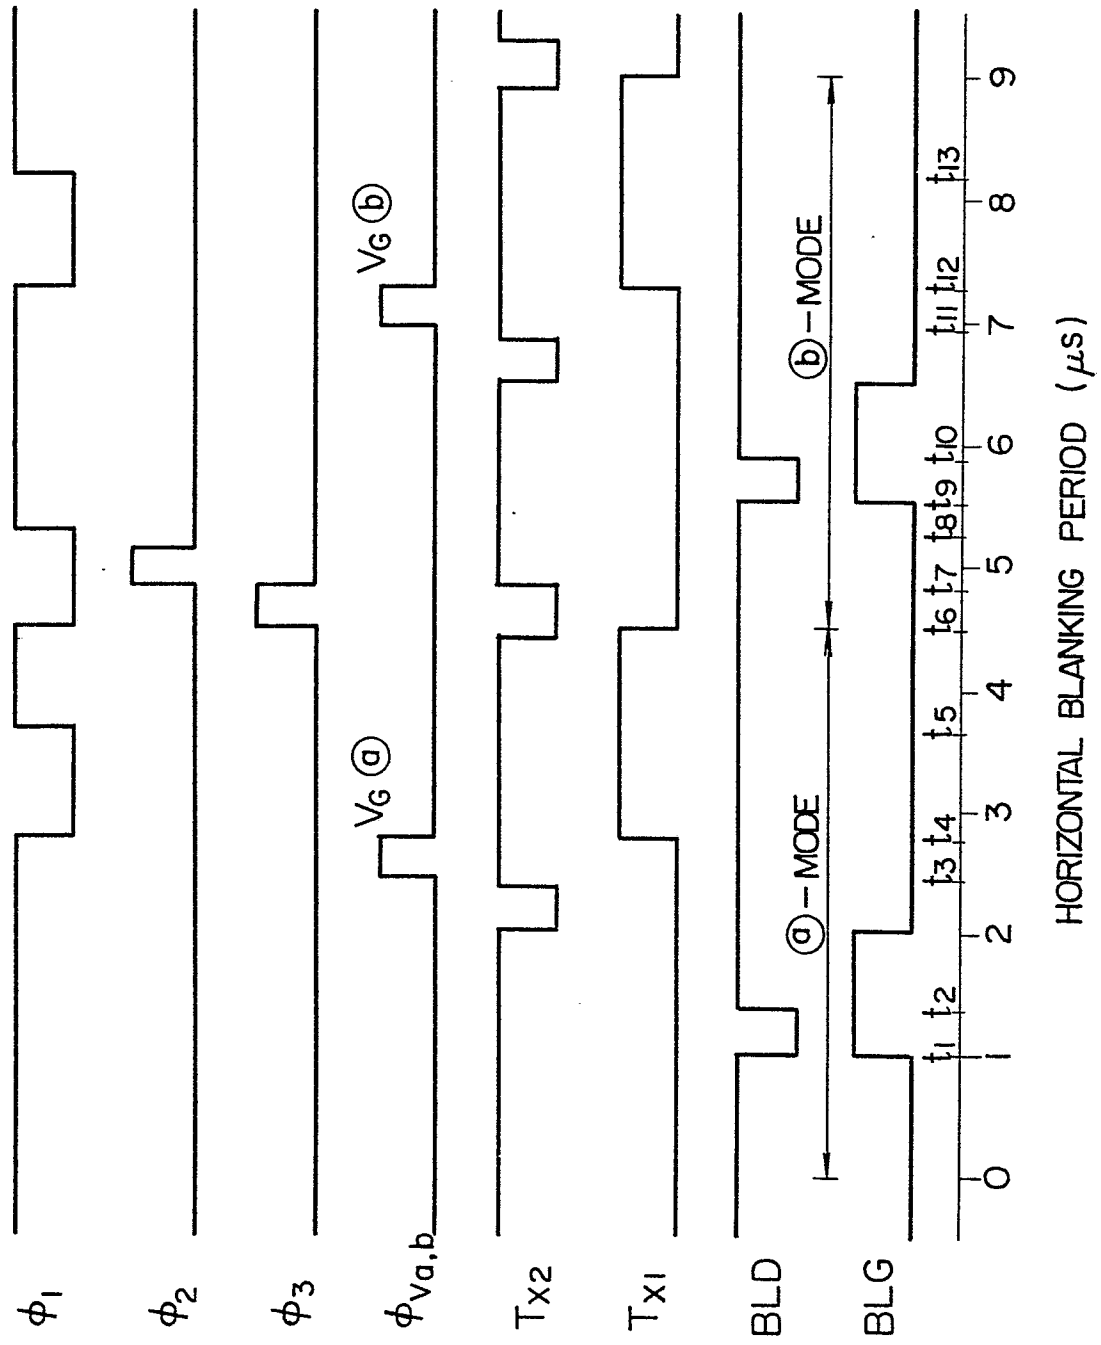 ϕ1
ϕ2
ϕ3
ϕVa,b
VG ⓐ
VG ⓑ
TX2
TX1
BLD
ⓐ-MODE
ⓑ-MODE
BLG
t1 t2 t3 t4 t5 t6 t7 t8 t9 t10 t11 t12 t13
0 1 2 3 4 5 6 7 8 9
HORIZONTAL BLANKING PERIOD (μs)